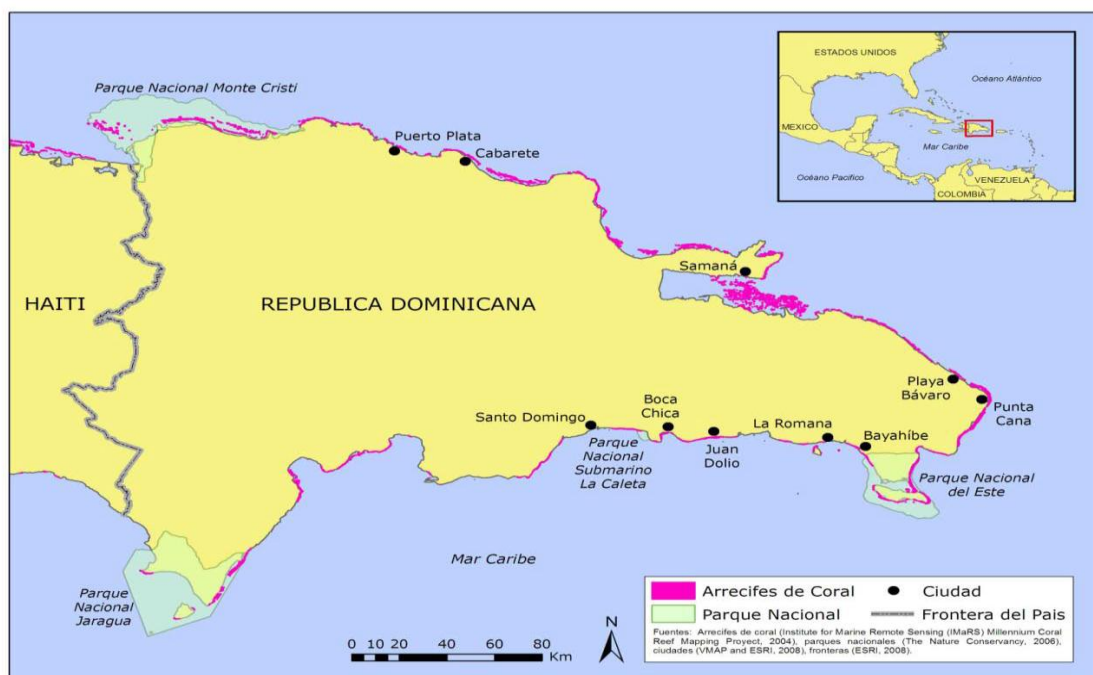 Parque Nacional Monte Cristi
Puerto Plata
Cabarete
Samaná
HAITI
REPUBLICA DOMINICANA
Playa
Bávaro
Punta
Cana
Santo Domingo
Boca
Chica
La Romana
Bayahíbe
Juan
Dolio
Parque
Nacional
Submarino
La Caleta
Parque Nacional
del Este
Mar Caribe
Parque
Nacional
Jaragua
ESTADOS UNIDOS
Océano Atlántico
MEXICO
Mar Caribe
Océano Pacifico
VENEZUELA
COLOMBIA
N
0 20 40 60 80
Km
Arrecifes de Coral
Ciudad
Parque Nacional
Frontera del Pais
Fuentes: Arrecifes de coral (Institute for Marine Remote Sensing (IMaRS) Millennium Coral
Reef Mapping Proyect, 2004), parques nacionales (The Nature Conservancy, 2006),
ciudades (VMAP and ESRI, 2008), fronteras (ESRI, 2008).